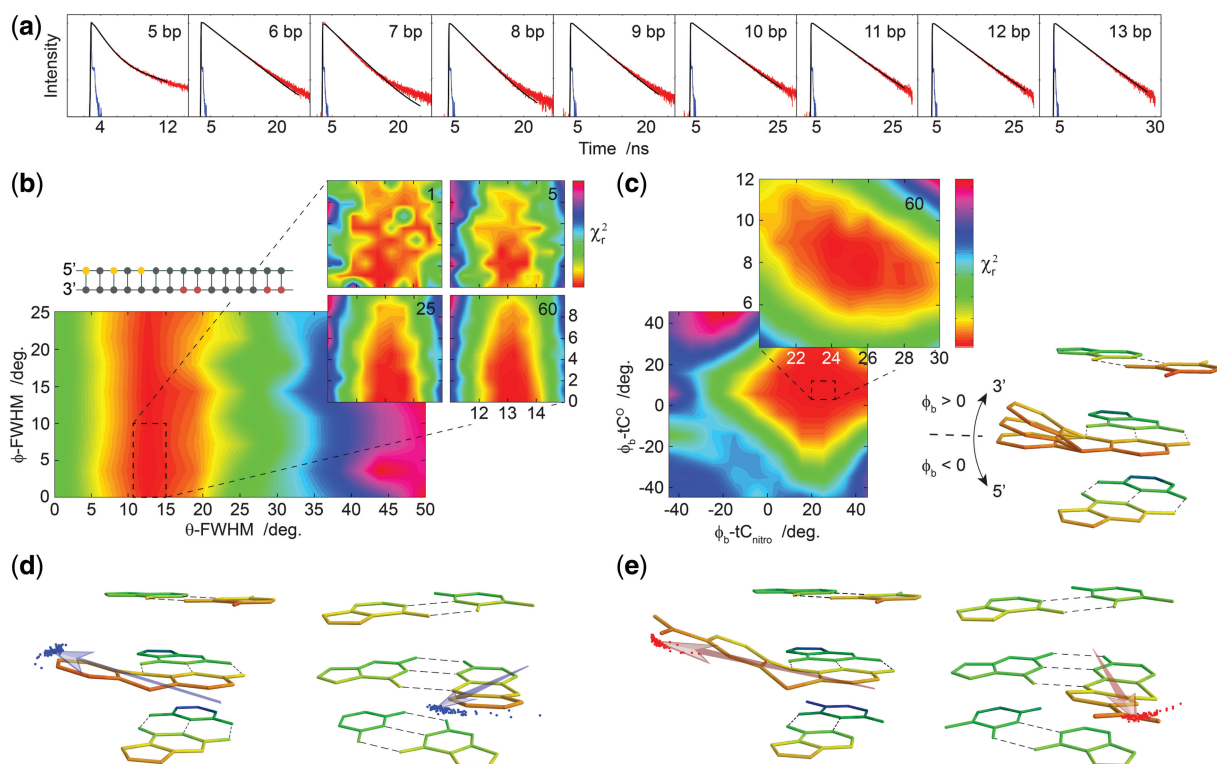 (a)
Intensity
5 bp 6 bp 7 bp 8 bp 9 bp 10 bp 11 bp 12 bp 13 bp
4 12 5 20 5 20 5 20 5 20 5 25 5 25 5 25 5 30
Time /ns
(b)
5'
3'
1 5
25 60
χr²
8
6
4
2
0
12 13 14
25
20
15
10
5
0
φ-FWHM /deg.
0 5 10 15 20 25 30 35 40 45 50
θ-FWHM /deg.
(c)
12
10
8
6
60
22 24 26 28 30
χr²
40
20
0
-20
-40
φb-tCO /deg.
-40 -20 0 20 40
φb-tCnitro /deg.
3'
φb > 0
φb < 0
5'
(d)
(e)